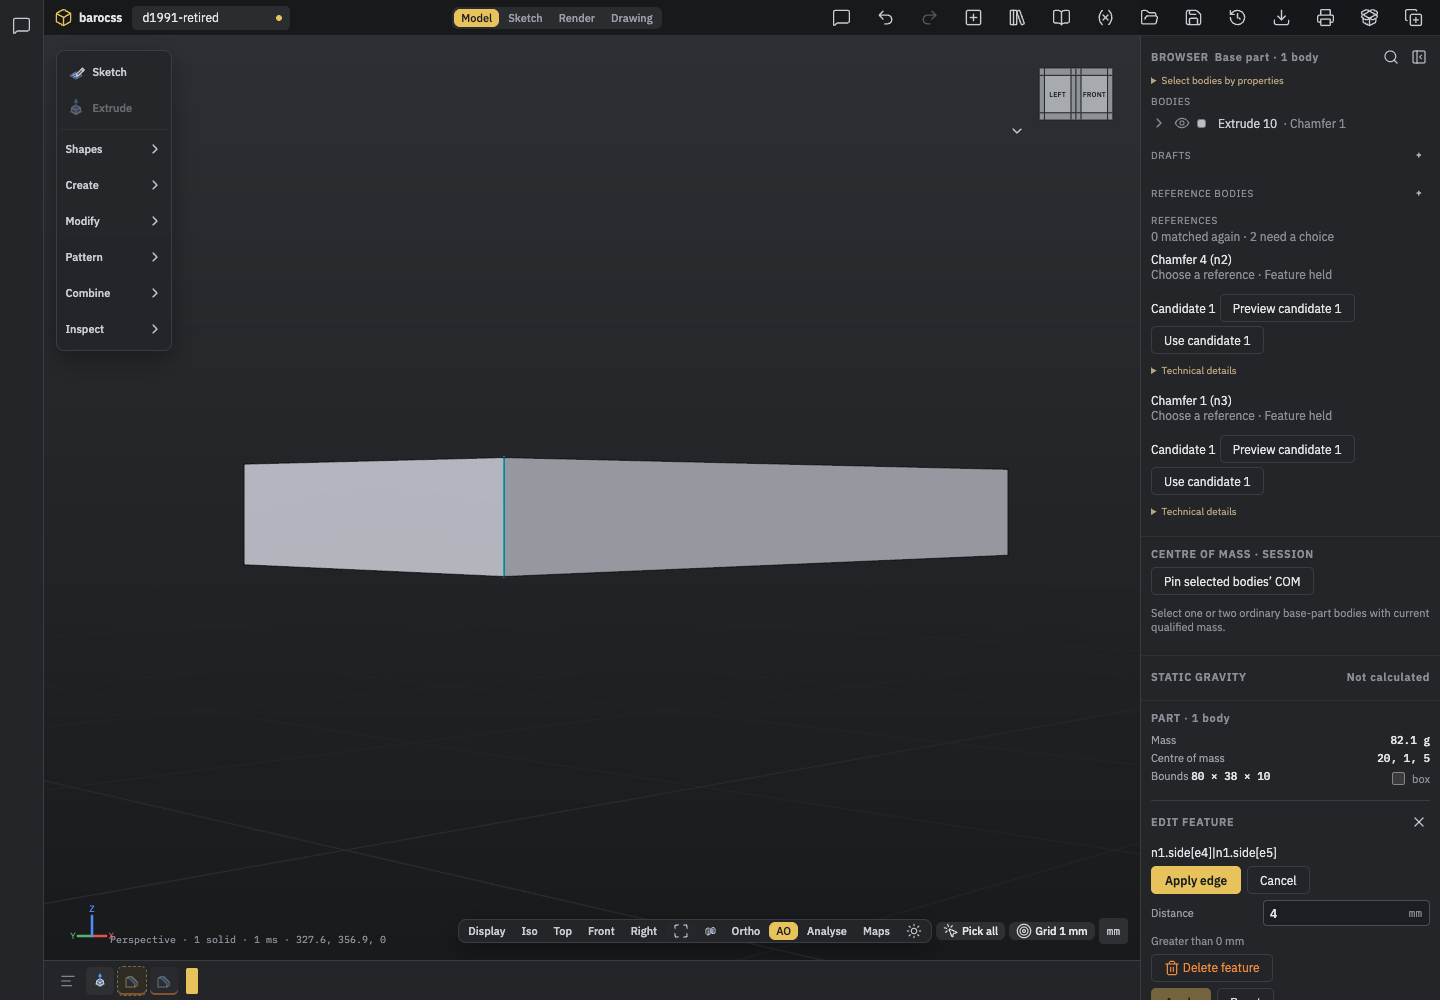 barocss
d1991-retired
Model
Sketch
Render
Drawing
Sketch
Extrude
Shapes
Create
Modify
Pattern
Combine
Inspect
LEFT
FRONT
BROWSER Base part · 1 body
Select bodies by properties
BODIES
Extrude 10 · Chamfer 1
DRAFTS
REFERENCE BODIES
REFERENCES
0 matched again · 2 need a choice
Chamfer 4 (n2)
Choose a reference · Feature held
Candidate 1 Preview candidate 1
Use candidate 1
Technical details
Chamfer 1 (n3)
Choose a reference · Feature held
Candidate 1 Preview candidate 1
Use candidate 1
Technical details
CENTRE OF MASS · SESSION
Pin selected bodies’ COM
Select one or two ordinary base-part bodies with current
qualified mass.
STATIC GRAVITY Not calculated
PART · 1 body
Mass 82.1 g
Centre of mass 20, 1, 5
Bounds 80 × 38 × 10 box
EDIT FEATURE
n1.side[e4]|n1.side[e5]
Apply edge Cancel
Distance 4 mm
Greater than 0 mm
Delete feature
Z
Y
Perspective · 1 solid · 1 ms · 327.6, 356.9, 0
Display Iso Top Front Right Ortho AO Analyse Maps Pick all Grid 1 mm mm